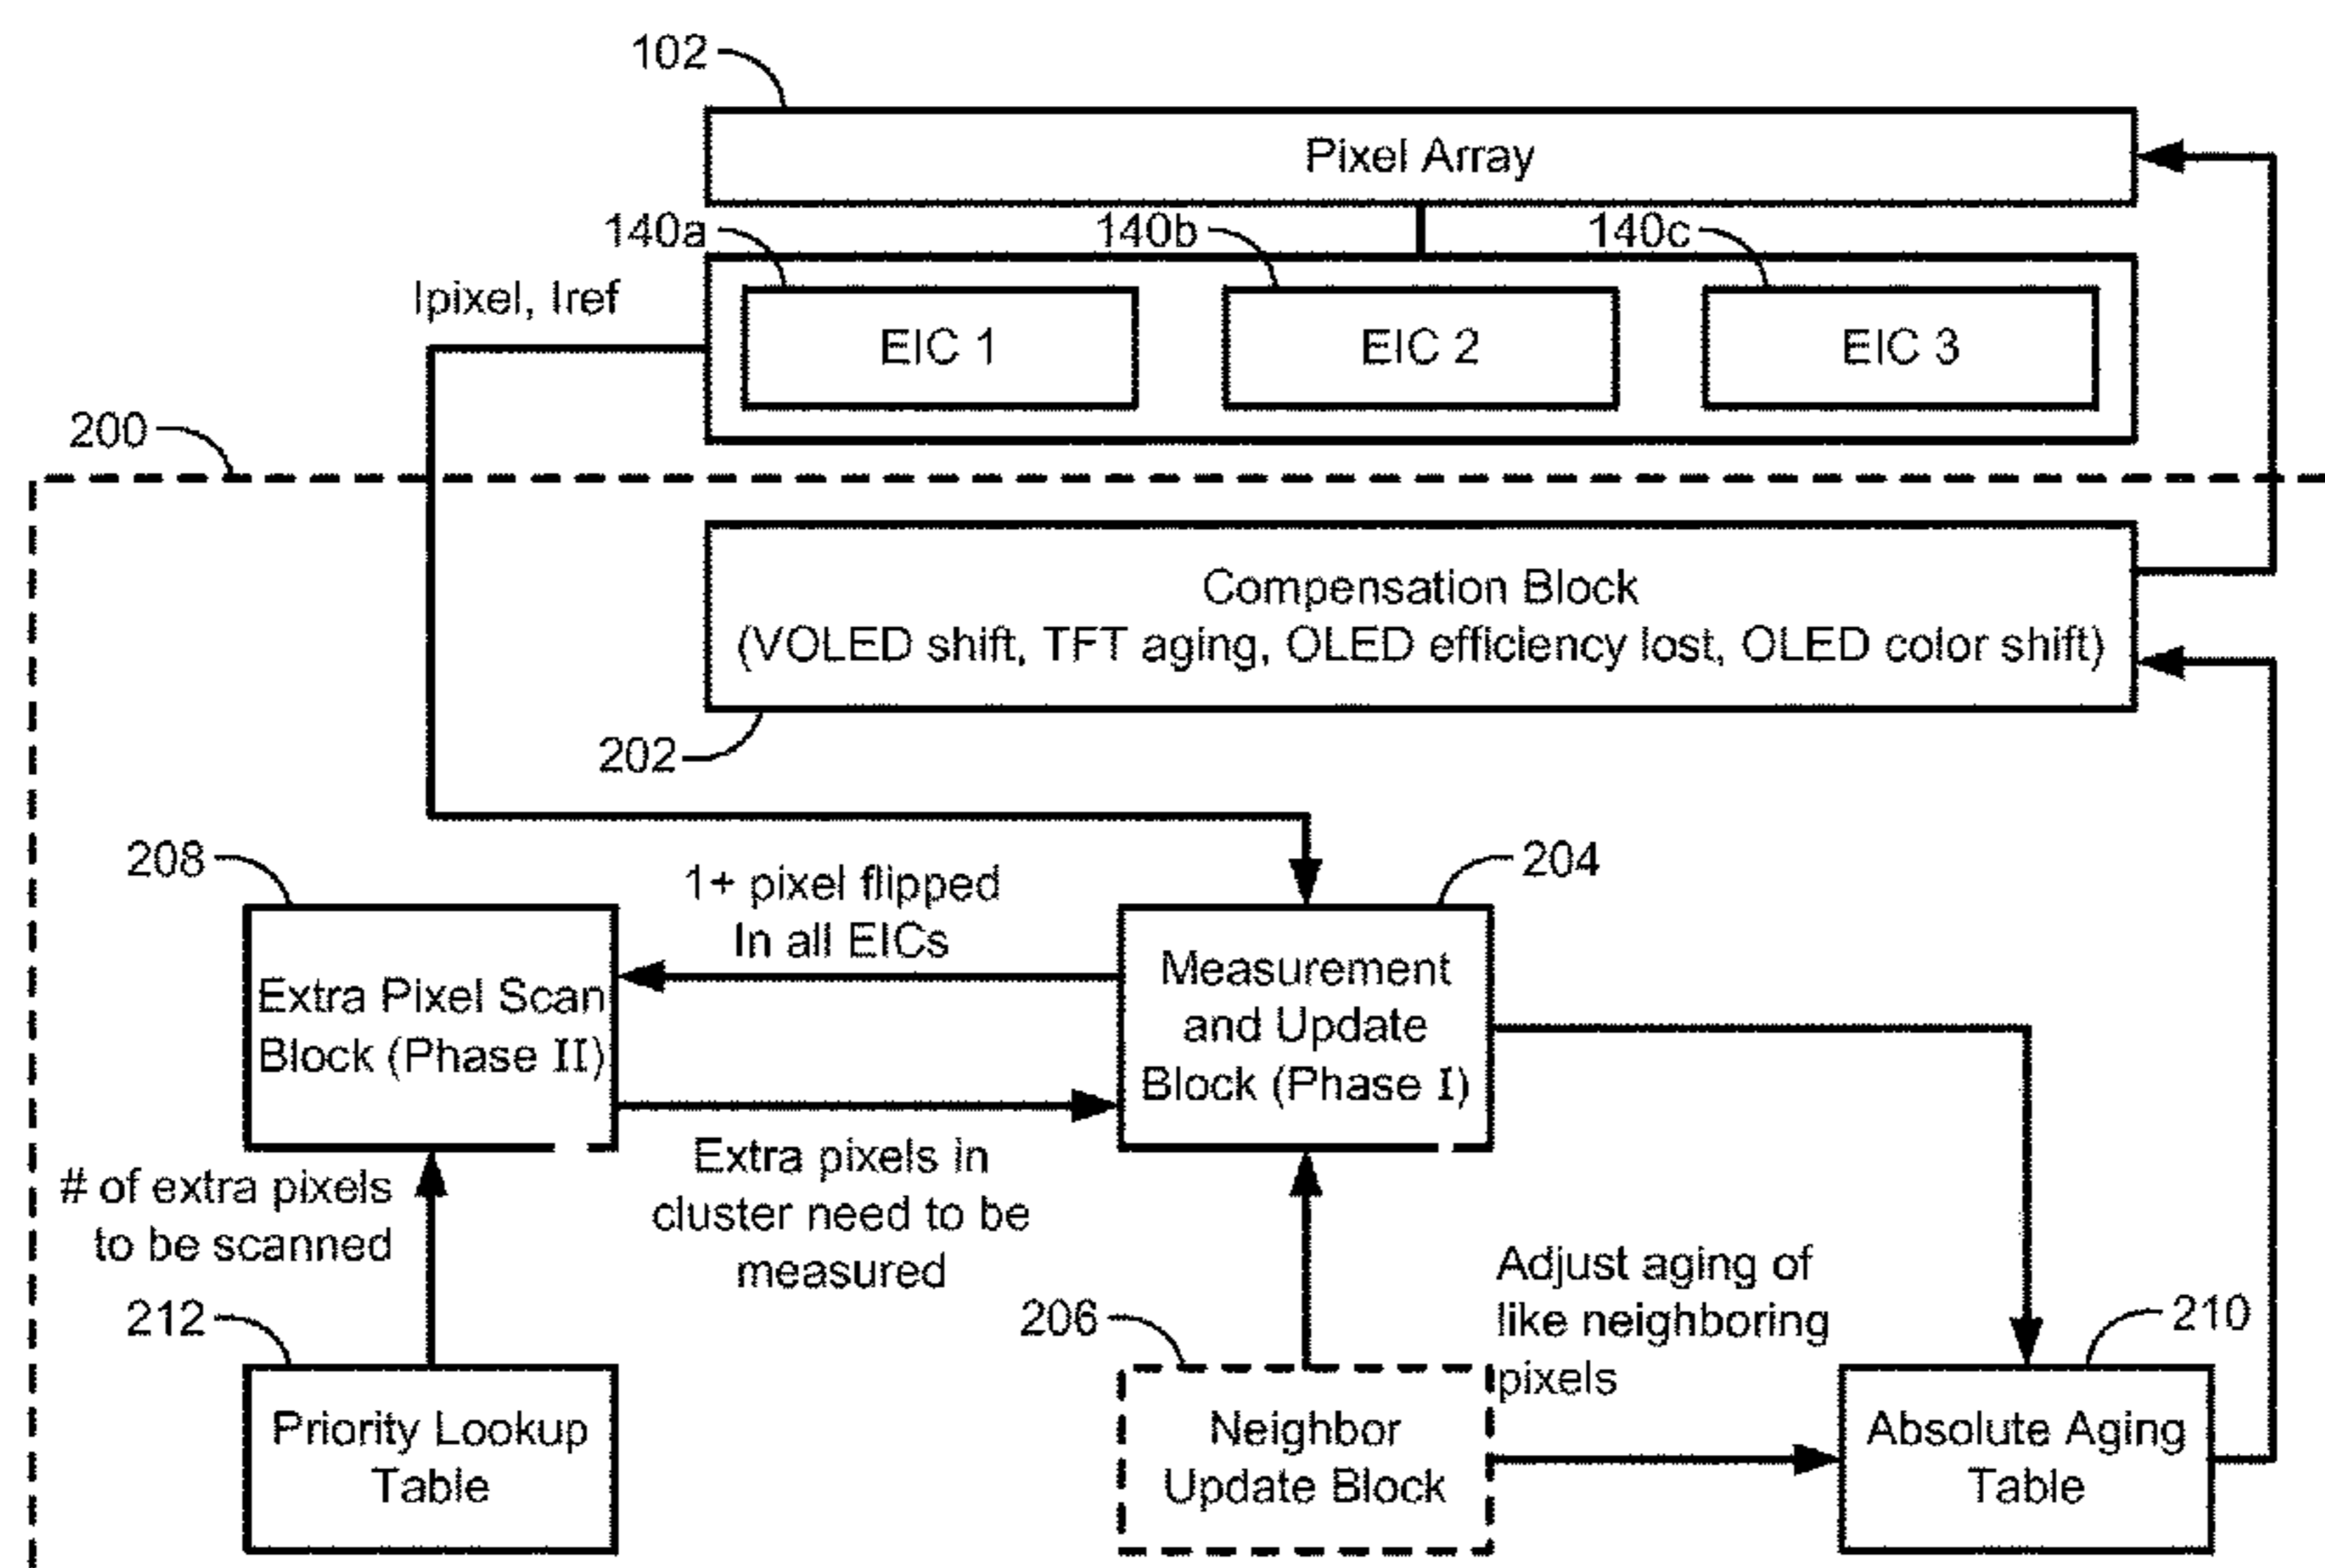 102
Pixel Array
140a
140b
140c
Ipixel, Iref
EIC 1
EIC 2
EIC 3
200
Compensation Block
(VOLED shift, TFT aging, OLED efficiency lost, OLED color shift)
202
208
1+ pixel flipped
In all EICs
204
Extra Pixel Scan
Block (Phase II)
Measurement
and Update
Block (Phase I)
# of extra pixels
to be scanned
Extra pixels in
cluster need to be
measured
212
206
Adjust aging of
like neighboring
pixels
210
Priority Lookup
Table
Neighbor
Update Block
Absolute Aging
Table